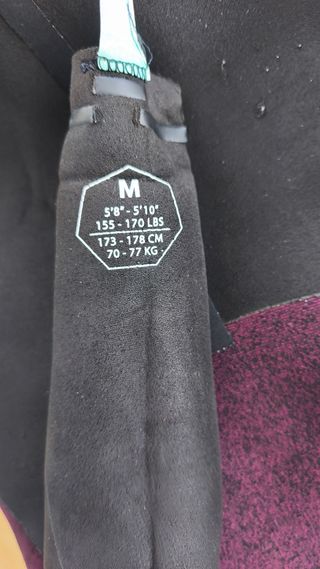 M
5'8" - 5'10"
155 - 170 LBS
173 - 178 CM
70 - 77 KG